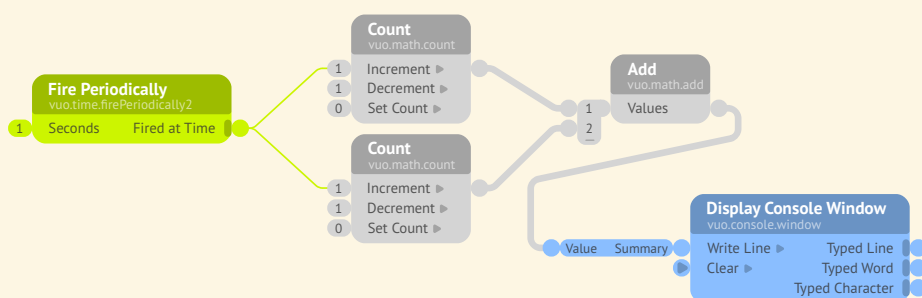 Fire Periodically
vuo.time.firePeriodically2
1 Seconds Fired at Time
Count
vuo.math.count
1 Increment
1 Decrement
0 Set Count
Count
vuo.math.count
1 Increment
1 Decrement
0 Set Count
Add
vuo.math.add
1 Values
2
Display Console Window
vuo.console.window
Value Summary Write Line Typed Line
Clear Typed Word
Typed Character